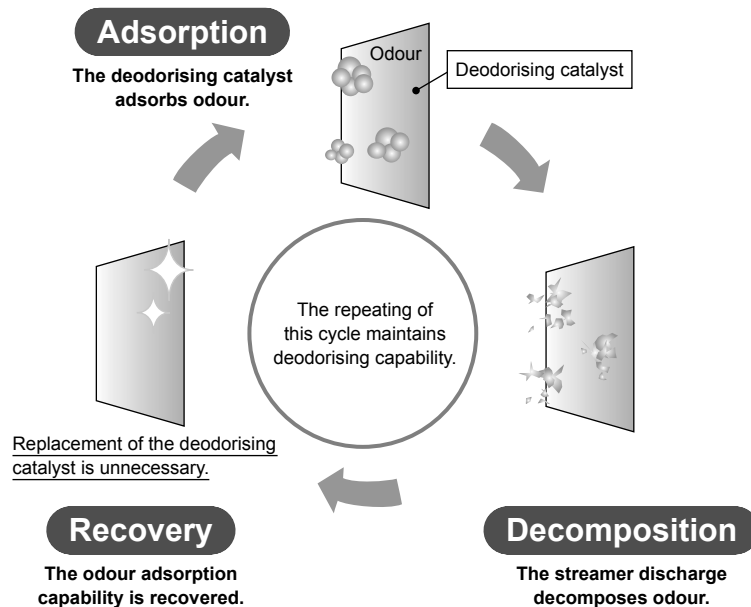 Adsorption
The deodorising catalyst
adsorbs odour.
Odour
Deodorising catalyst
The repeating of
this cycle maintains
deodorising capability.
Replacement of the deodorising
catalyst is unnecessary.
Recovery
The odour adsorption
capability is recovered.
Decomposition
The streamer discharge
decomposes odour.